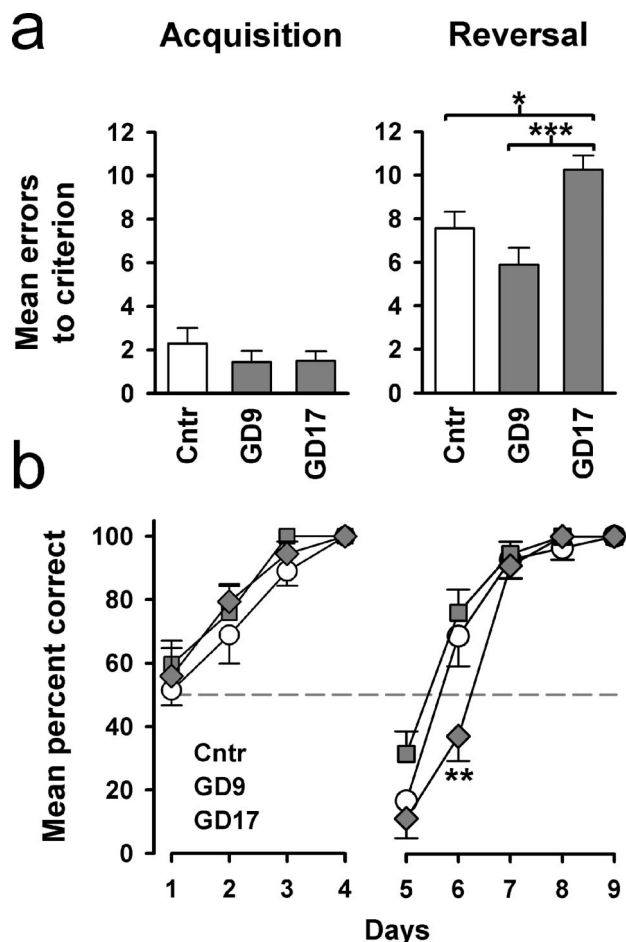 a
Acquisition
Reversal
Mean errors
to criterion
12
10
8
6
4
2
0
Cntr
GD9
GD17
*
***
12
10
8
6
4
2
0
Cntr
GD9
GD17
b
Mean percent correct
100
80
60
40
20
0
Cntr
GD9
GD17
**
1 2 3 4 5 6 7 8 9
Days